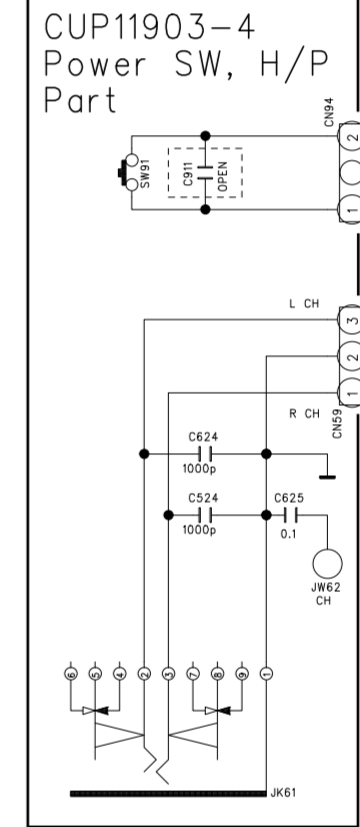 CUP11903-4
Power SW, H/P
Part
CN94
2
SW91
C911
OPEN
1
L CH
3
2
1
R CH
CN59
C624
1000p
C524
1000p
C625
0.1
JW62
CH
6 5 4 2 3 7 8 9 1
JK61